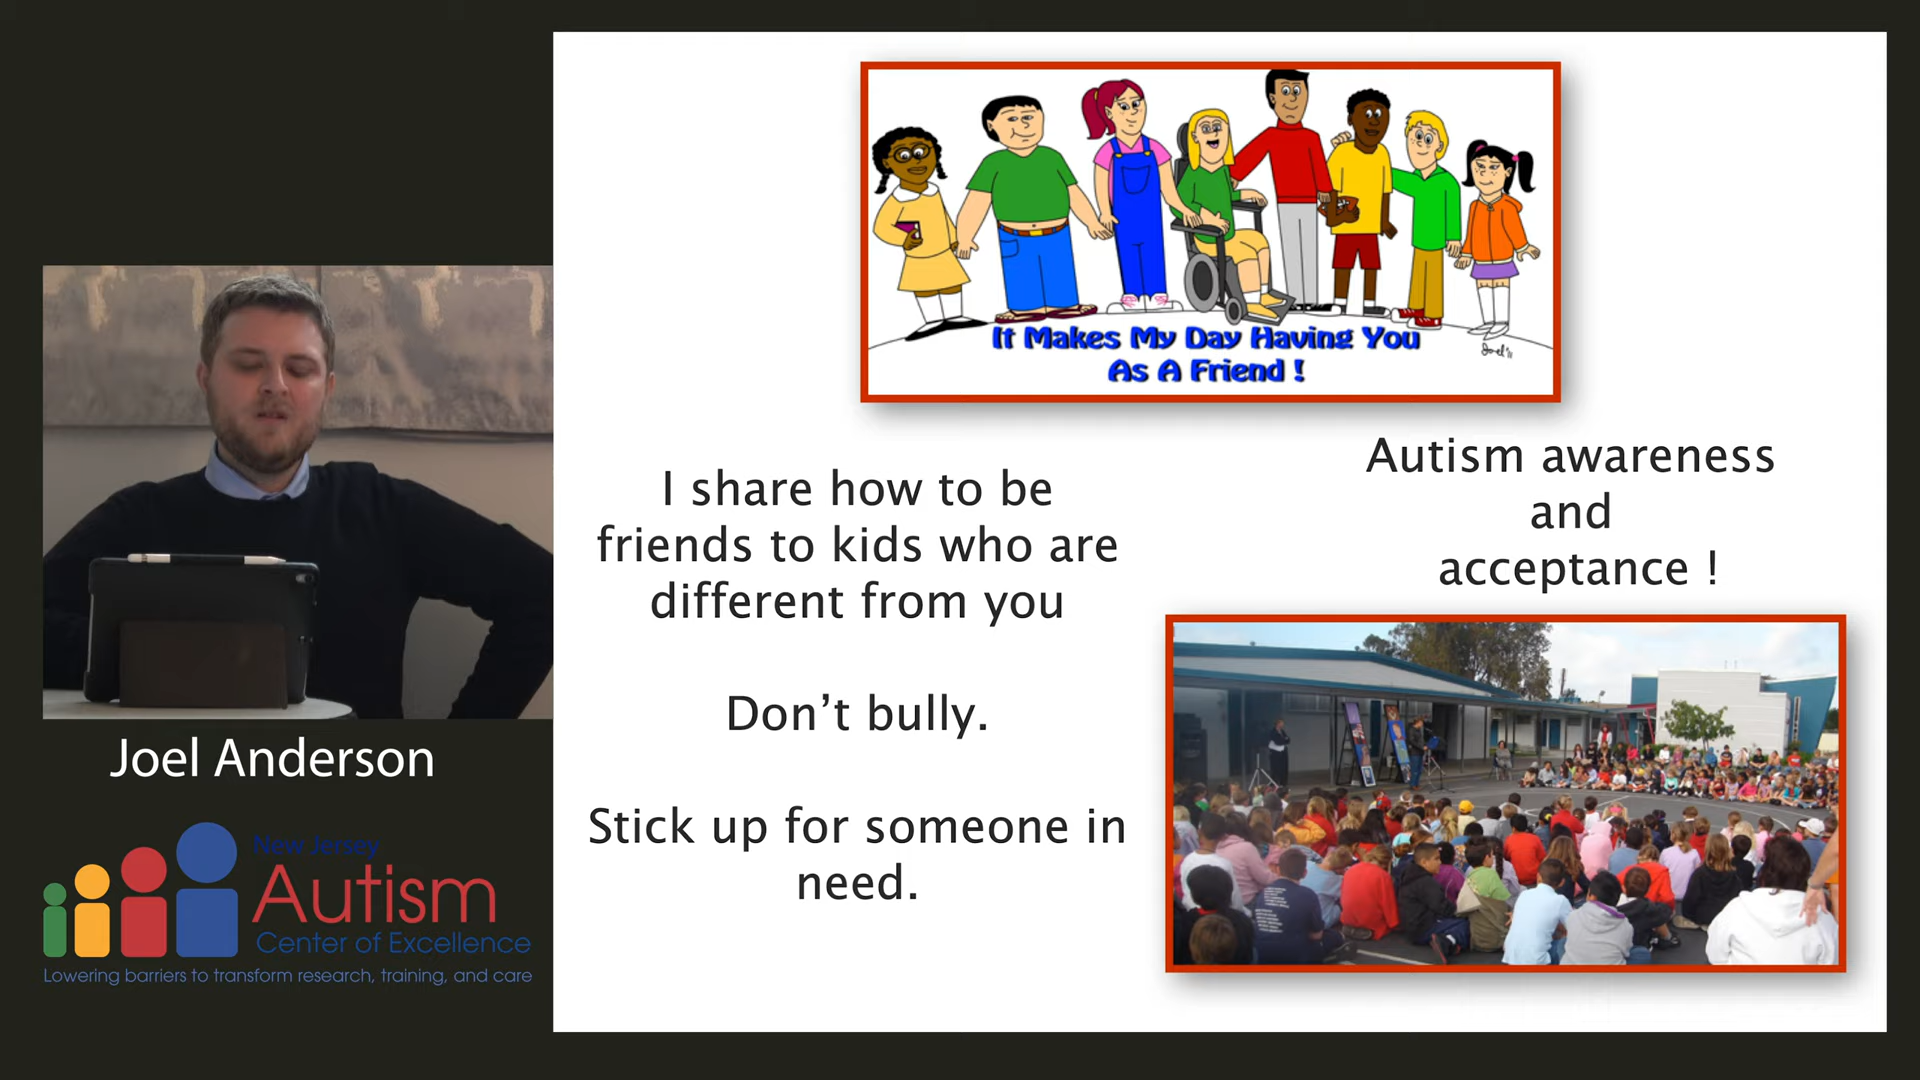 It Makes My Day Having You
As A Friend !
Joel '11
I share how to be
friends to kids who are
different from you
Don’t bully.
Stick up for someone in
need.
Autism awareness
and
acceptance !
Joel Anderson
New Jersey
Autism
Center of Excellence
Lowering barriers to transform research, training, and care